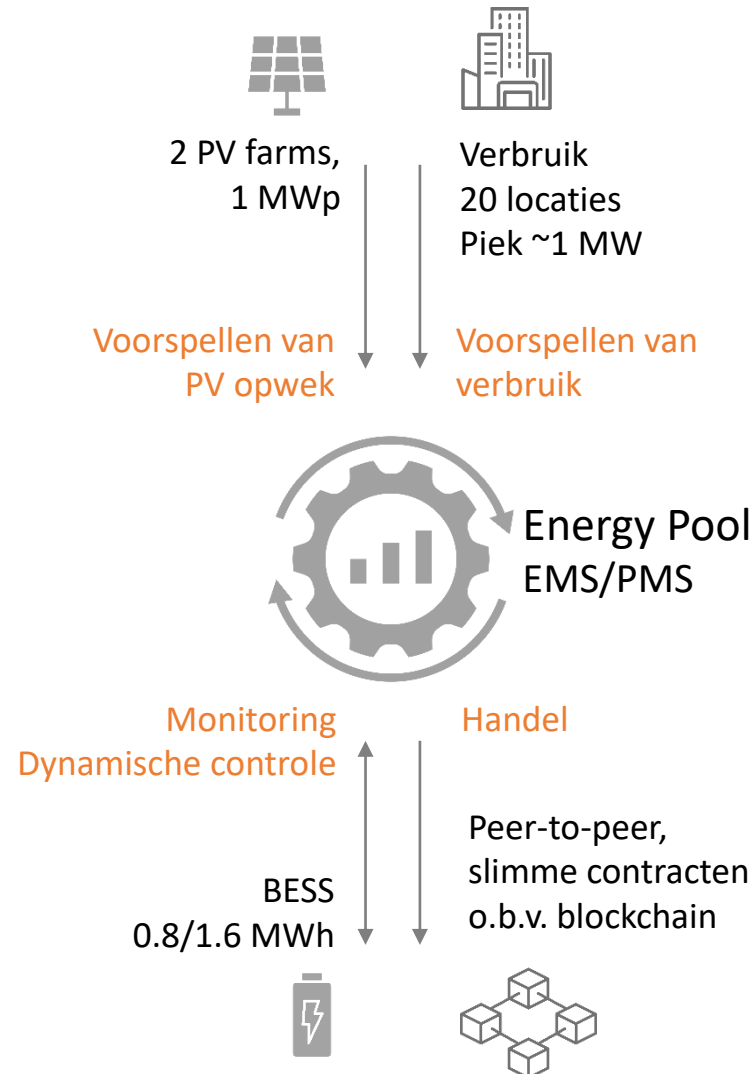 2 PV farms,
1 MWp
Verbruik
20 locaties
Piek ~1 MW
Voorspellen van
PV opwek
Voorspellen van
verbruik
Energy Pool
EMS/PMS
Monitoring
Dynamische controle
Handel
BESS
0.8/1.6 MWh
Peer-to-peer,
slimme contracten
o.b.v. blockchain